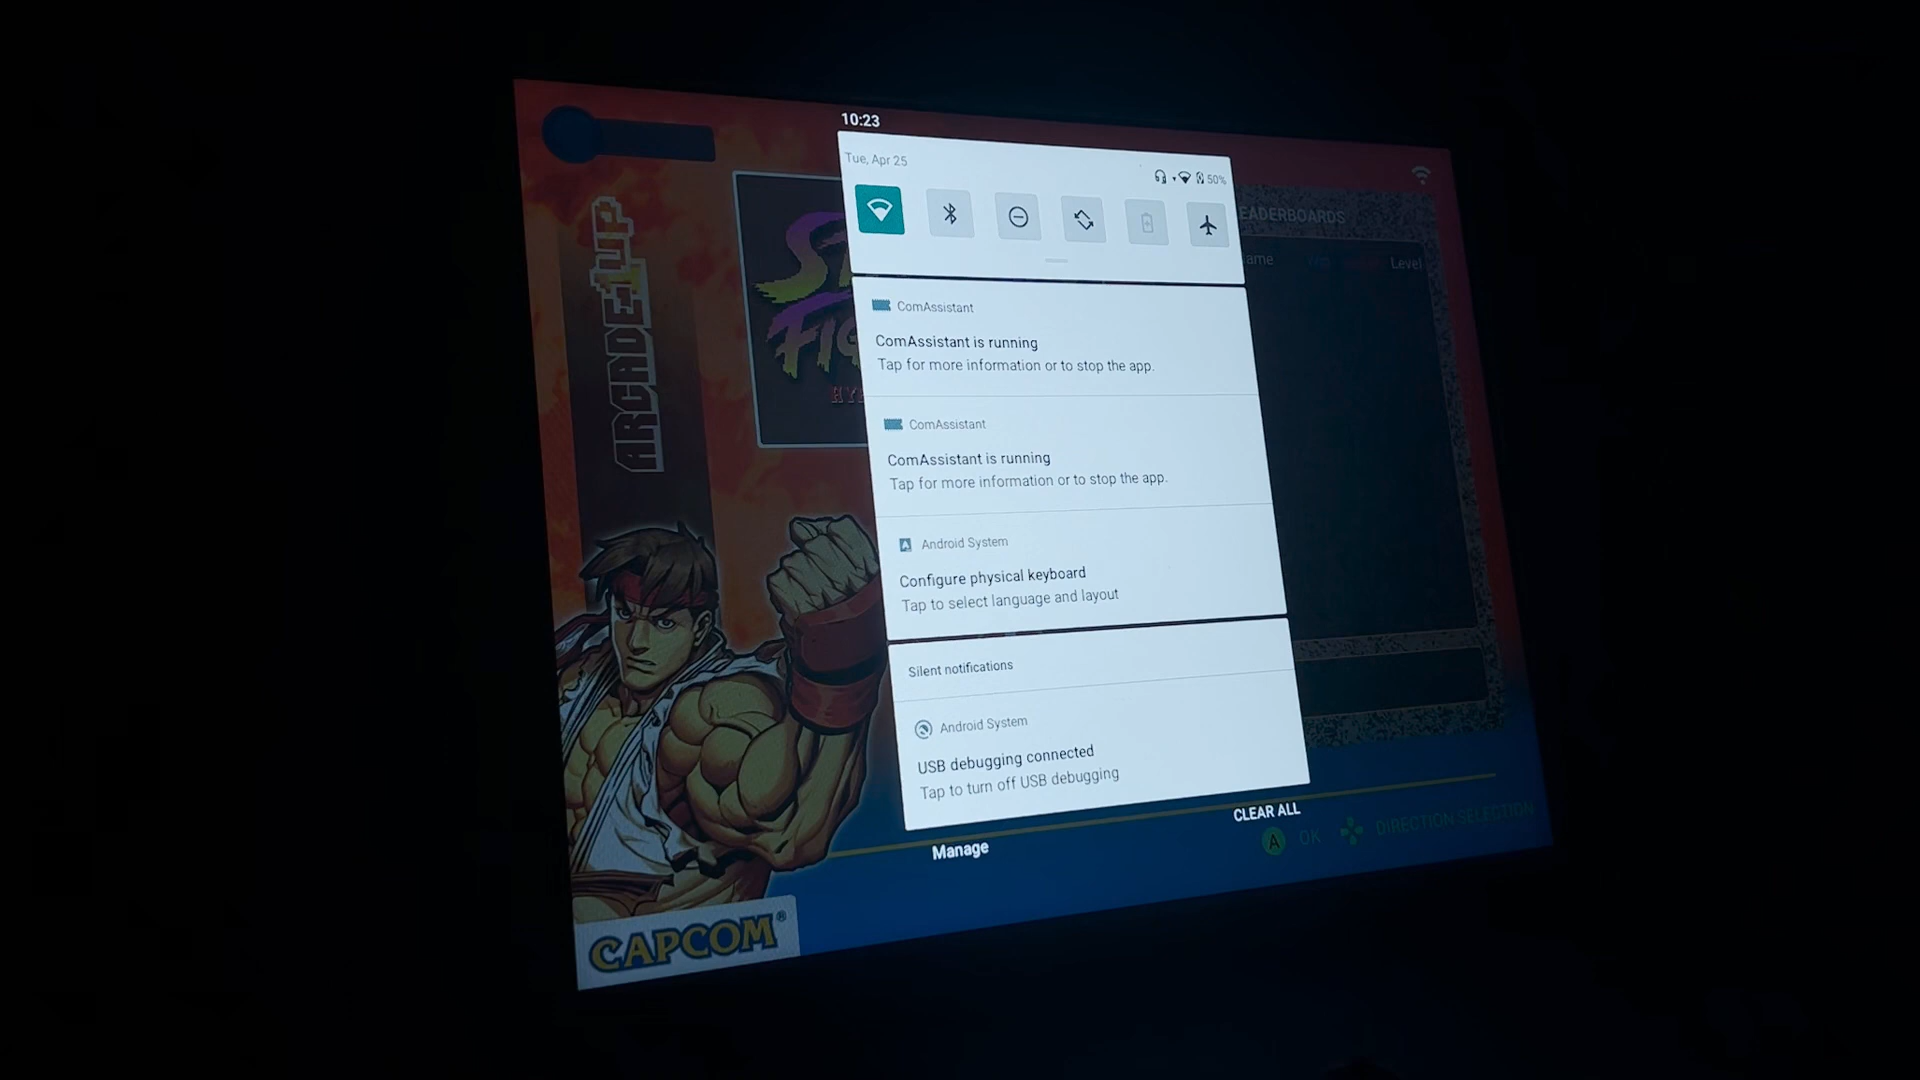 10:23
Tue, Apr 25
50%
ARCADE1UP
LEADERBOARDS
Level
ComAssistant
ComAssistant is running
Tap for more information or to stop the app.
ComAssistant
ComAssistant is running
Tap for more information or to stop the app.
Android System
Configure physical keyboard
Tap to select language and layout
Silent notifications
Android System
USB debugging connected
Tap to turn off USB debugging
Manage
CLEAR ALL
A OK DIRECTION SELECTION
CAPCOM®